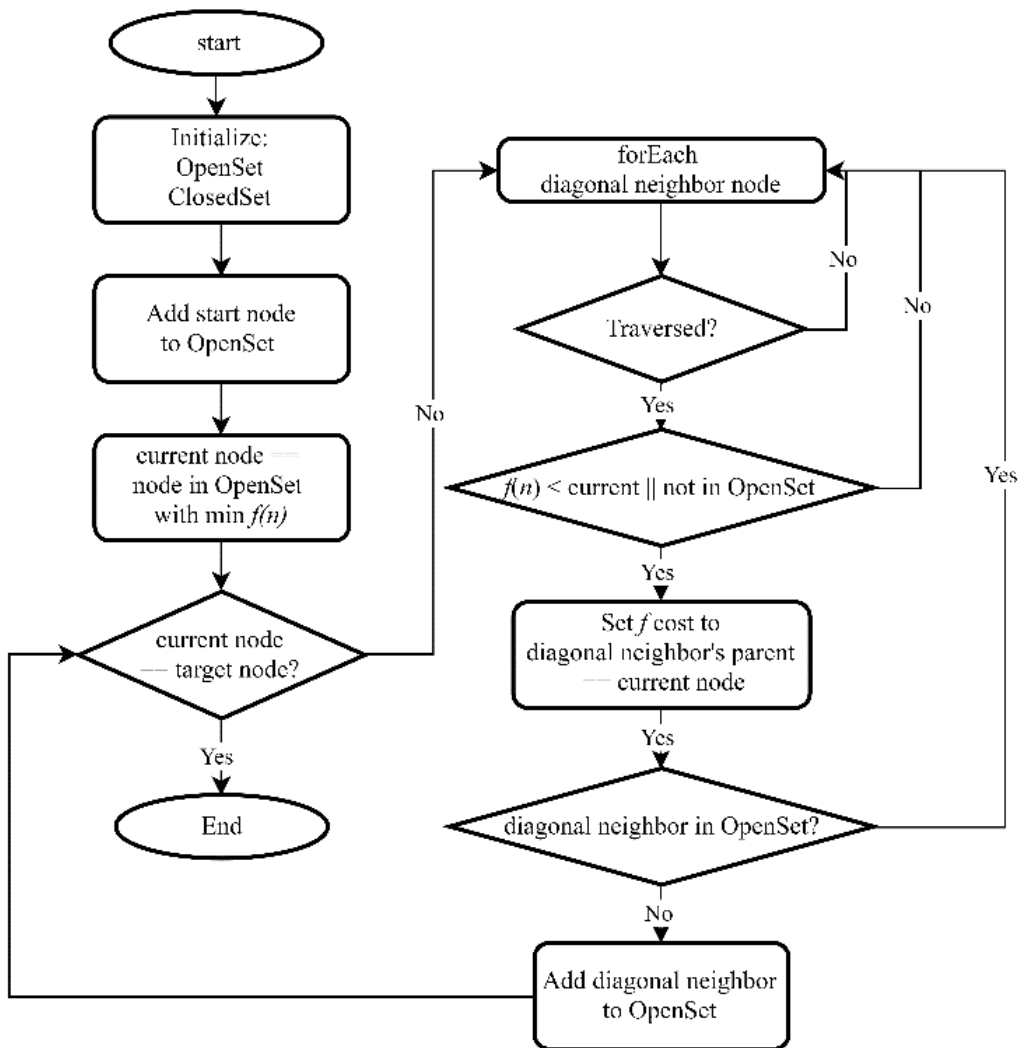 start
Initialize:
OpenSet
ClosedSet
Add start node
to OpenSet
current node ==
node in OpenSet
with min f(n)
current node
== target node?
Yes
End
No
forEach
diagonal neighbor node
Traversed?
No
Yes
f(n) < current || not in OpenSet
No
Yes
Set f cost to
diagonal neighbor's parent
== current node
Yes
diagonal neighbor in OpenSet?
Yes
No
Add diagonal neighbor
to OpenSet